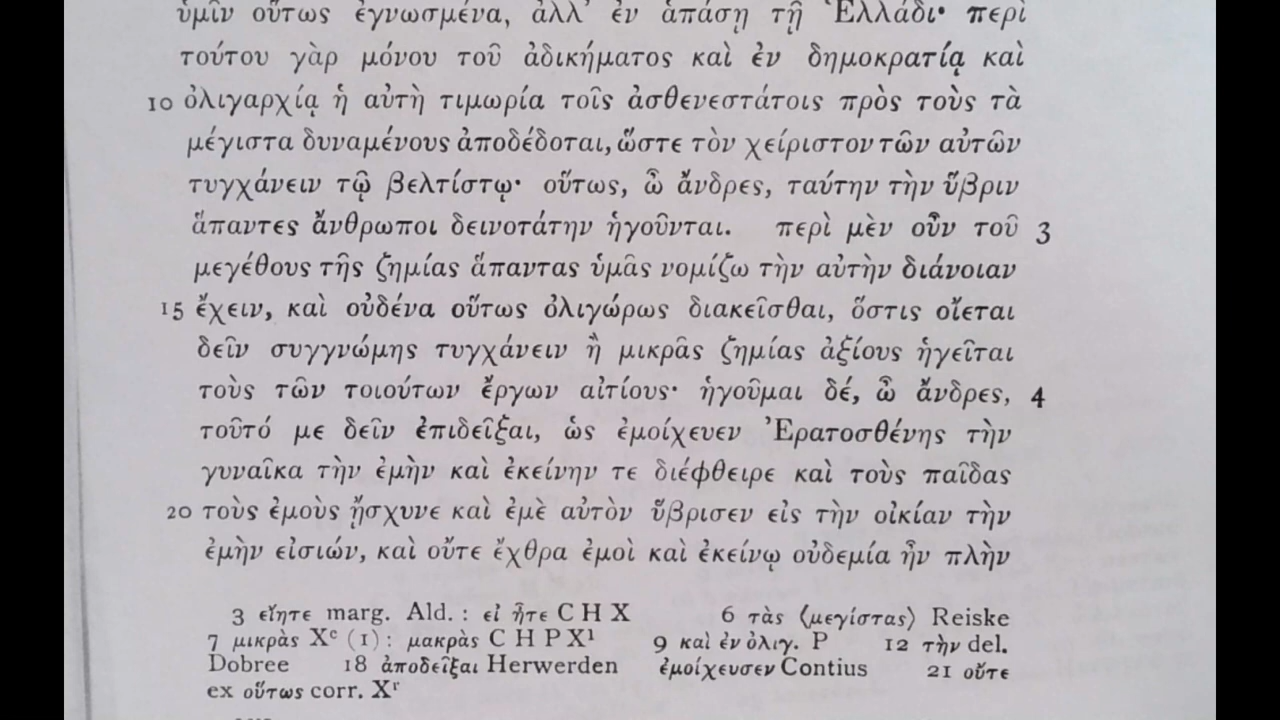 ὑμῖν οὕτως ἐγνωσμένα, ἀλλ' ἐν ἁπάσῃ τῇ Ἑλλάδι· περὶ
τούτου γὰρ μόνου τοῦ ἀδικήματος καὶ ἐν δημοκρατίᾳ καὶ
10 ὀλιγαρχίᾳ ἡ αὐτὴ τιμωρία τοῖς ἀσθενεστάτοις πρὸς τοὺς τὰ
μέγιστα δυναμένους ἀποδέδοται, ὥστε τὸν χείριστον τῶν αὐτῶν
τυγχάνειν τῷ βελτίστῳ· οὕτως, ὦ ἄνδρες, ταύτην τὴν ὕβριν
ἅπαντες ἄνθρωποι δεινοτάτην ἡγοῦνται. περὶ μὲν οὖν τοῦ 3
μεγέθους τῆς ζημίας ἅπαντας ὑμᾶς νομίζω τὴν αὐτὴν διάνοιαν
15 ἔχειν, καὶ οὐδένα οὕτως ὀλιγώρως διακεῖσθαι, ὅστις οἴεται
δεῖν συγγνώμης τυγχάνειν ἢ μικρᾶς ζημίας ἀξίους ἡγεῖται
τοὺς τῶν τοιούτων ἔργων αἰτίους· ἡγοῦμαι δέ, ὦ ἄνδρες, 4
τοῦτό με δεῖν ἐπιδεῖξαι, ὡς ἐμοίχευεν Ἐρατοσθένης τὴν
γυναῖκα τὴν ἐμὴν καὶ ἐκείνην τε διέφθειρε καὶ τοὺς παῖδας
20 τοὺς ἐμοὺς ᾔσχυνε καὶ ἐμὲ αὐτὸν ὕβρισεν εἰς τὴν οἰκίαν τὴν
ἐμὴν εἰσιών, καὶ οὔτε ἔχθρα ἐμοὶ καὶ ἐκείνῳ οὐδεμία ἦν πλὴν
3 εἴητε marg. Ald. : εἰ ἦτε C H X 6 τὰς ⟨μεγίστας⟩ Reiske
7 μικρὰς Xᶜ (1) : μακρὰς C H P X¹ 9 καὶ ἐν ὀλιγ. P 12 τὴν del.
Dobree 18 ἀποδεῖξαι Herwerden ἐμοίχευσεν Contius 21 οὔτε
ex οὕτως corr. Xʳ